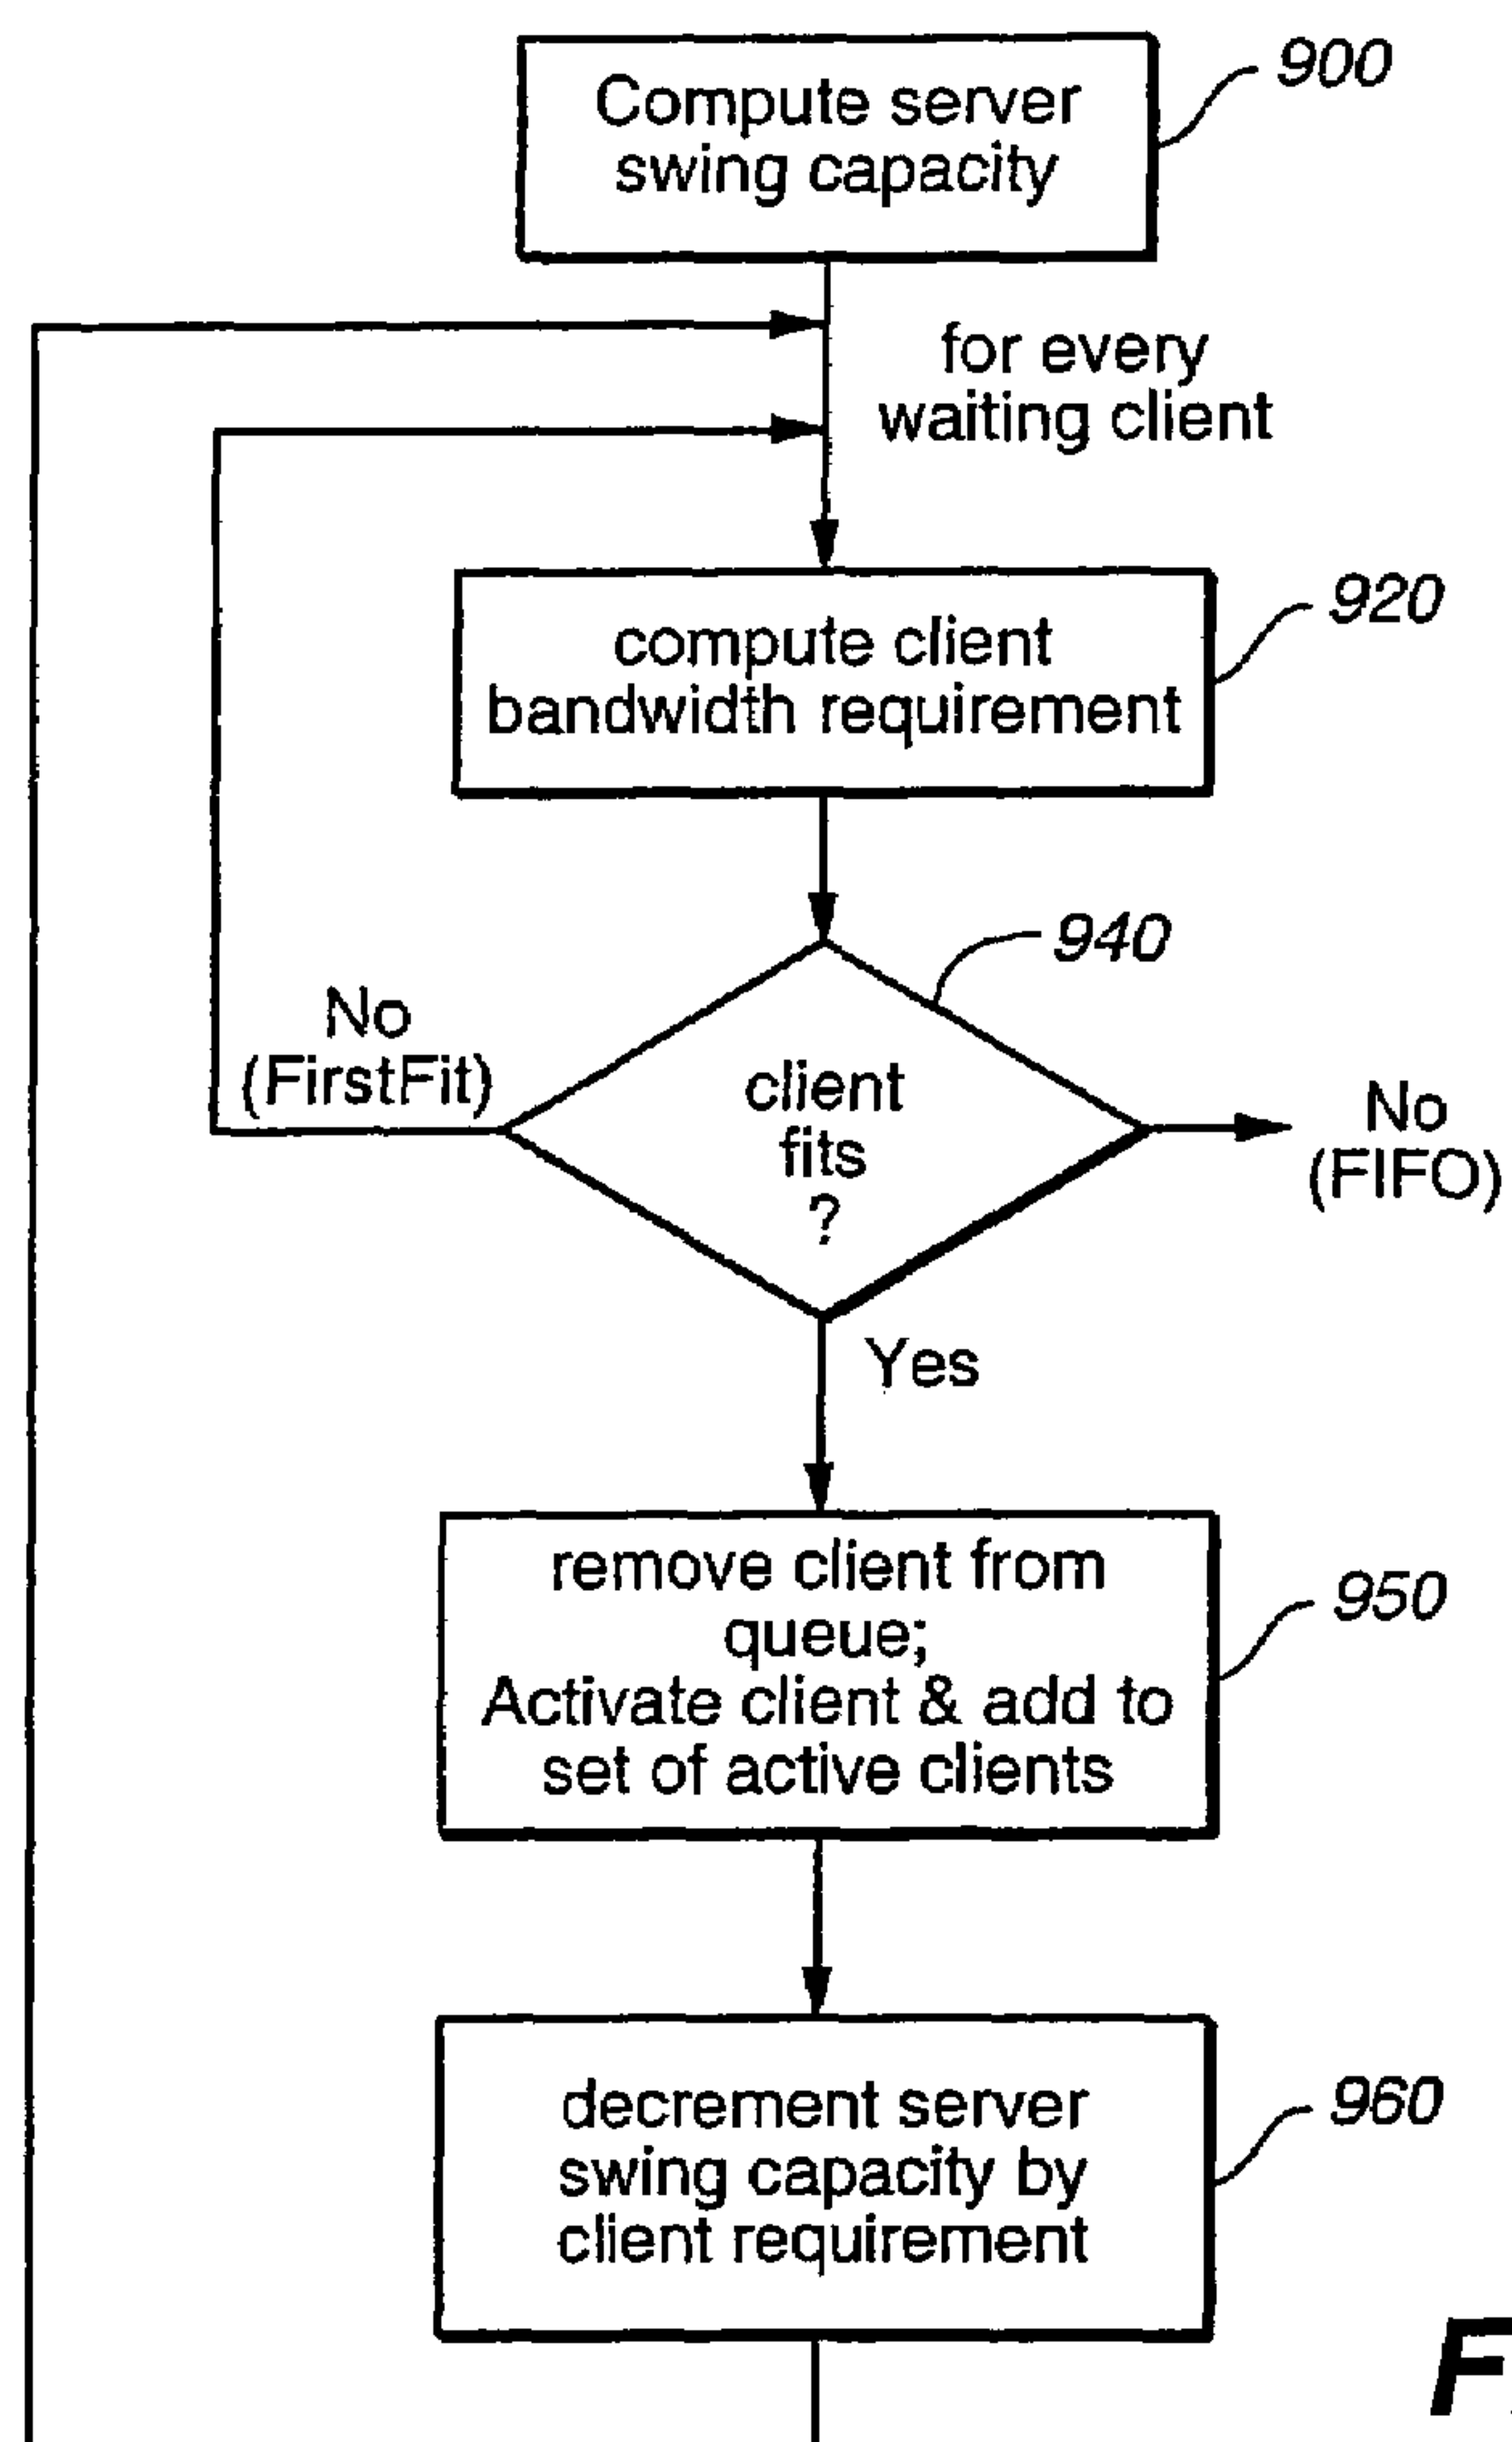 Compute server
swing capacity
900
for every
waiting client
compute client
bandwidth requirement
920
940
No
(FirstFit)
client
fits
?
No
(FIFO)
Yes
remove client from
queue;
Activate client & add to
set of active clients
950
decrement server
swing capacity by
client requirement
960
F